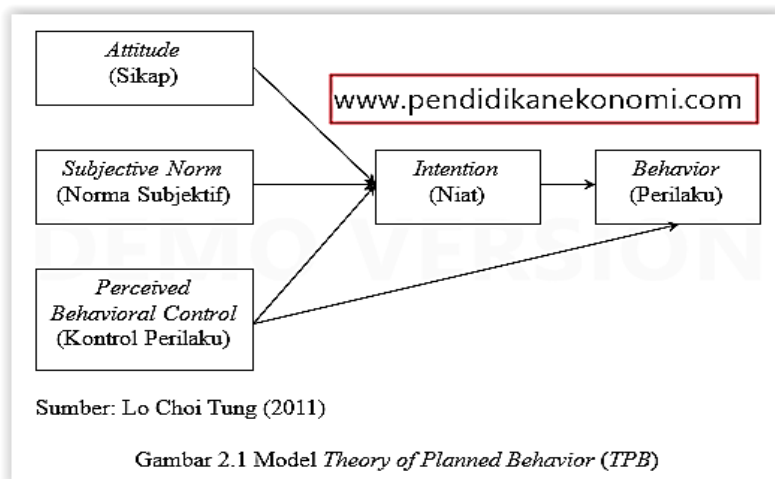 Attitude
(Sikap)
www.pendidikanekonomi.com
Subjective Norm
(Norma Subjektif)
Intention
(Niat)
Behavior
(Perilaku)
DEMO VERSION
Perceived
Behavioral Control
(Kontrol Perilaku)
Sumber: Lo Choi Tung (2011)
Gambar 2.1 Model Theory of Planned Behavior (TPB)